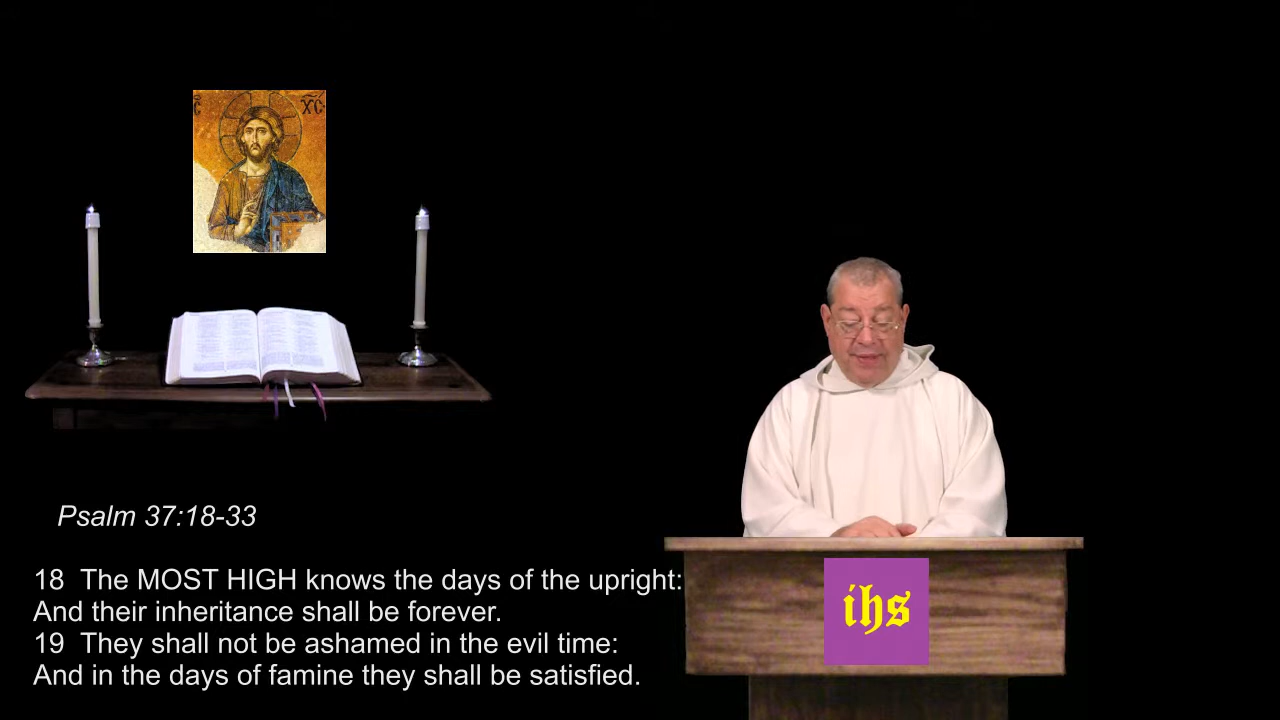 XC
Psalm 37:18-33
18 The MOST HIGH knows the days of the upright:
And their inheritance shall be forever.
19 They shall not be ashamed in the evil time:
And in the days of famine they shall be satisfied.
ihs